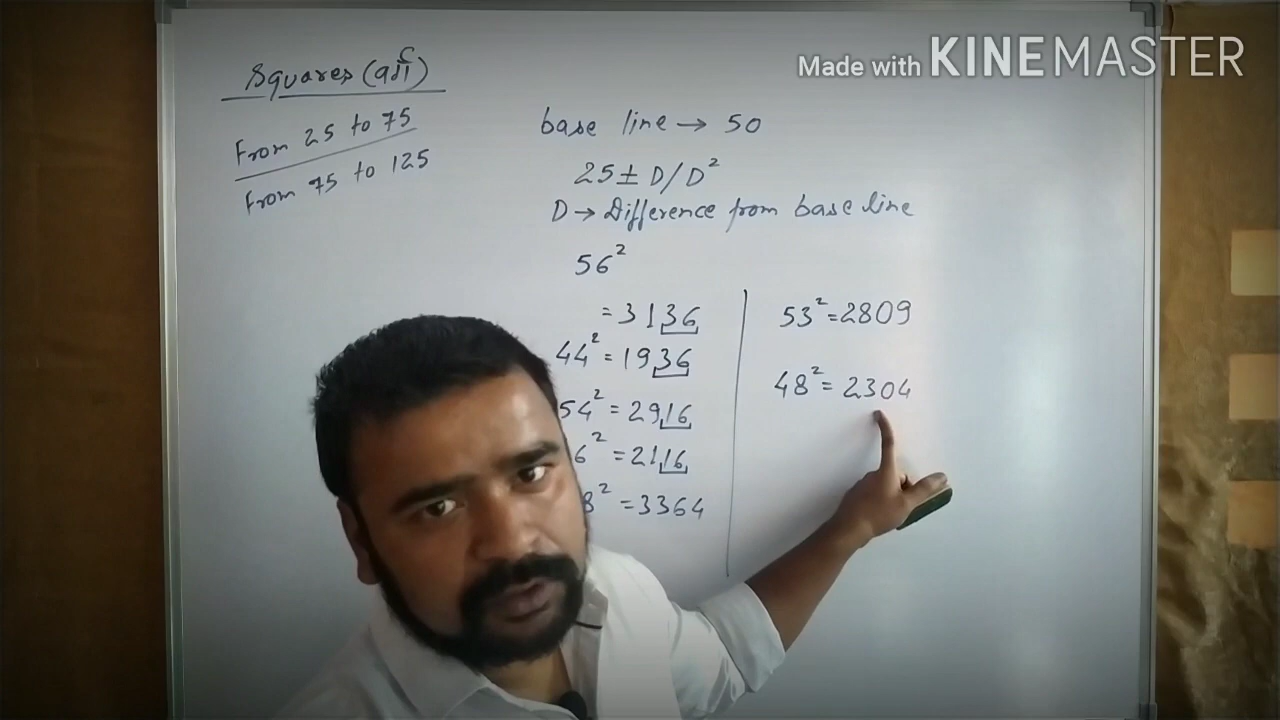 Made with KINEMASTER
Squares (वर्ग)
From 25 to 75
From 75 to 125
base line → 50
25 ± D/D²
D → Difference from base line
56²
= 3136
44² = 1936
54² = 2916
6² = 2116
8² = 3364
53² = 2809
48² = 2304